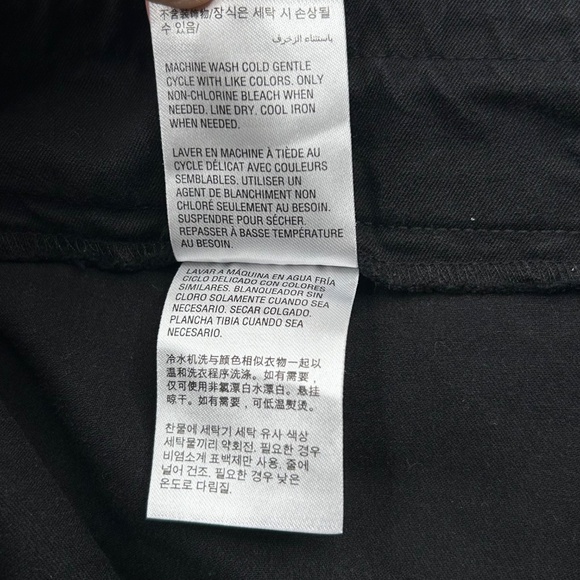 不含装饰物/장식은 세탁 시 손상될
수 있음/
باستثناء الزخرف
MACHINE WASH COLD GENTLE
CYCLE WITH LIKE COLORS. ONLY
NON-CHLORINE BLEACH WHEN
NEEDED. LINE DRY. COOL IRON
WHEN NEEDED.
LAVER EN MACHINE À TIÈDE AU
CYCLE DÉLICAT AVEC COULEURS
SEMBLABLES. UTILISER UN
AGENT DE BLANCHIMENT NON
CHLORÉ SEULEMENT AU BESOIN.
SUSPENDRE POUR SÉCHER.
REPASSER À BASSE TEMPÉRATURE
AU BESOIN.
LAVAR A MÁQUINA EN AGUA FRÍA
CICLO DELICADO CON COLORES
SIMILARES. BLANQUEADOR SIN
CLORO SOLAMENTE CUANDO SEA
NECESARIO. SECAR COLGADO.
PLANCHA TIBIA CUANDO SEA
NECESARIO.
冷水机洗与颜色相似衣物一起以
温和洗衣程序洗涤。如有需要，
仅可使用非氯漂白水漂白。悬挂
晾干。如有需要，可低温熨烫。
찬물에 세탁기 세탁 유사 색상
세탁물끼리 약회전. 필요한 경우
비염소계 표백제만 사용. 줄에
널어 건조. 필요한 경우 낮은
온도로 다림질.